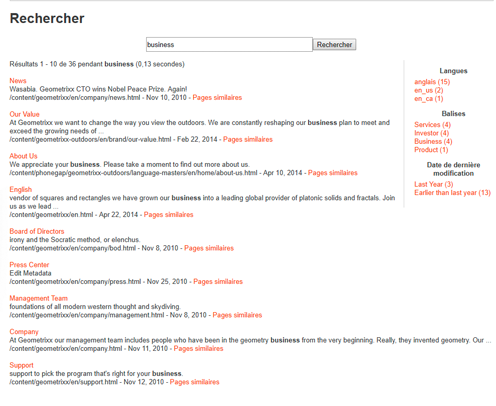 Rechercher
business
Rechercher
Résultats 1 - 10 de 36 pendant business (0,13 secondes)
News
Wasabia. Geometrixx CTO wins Nobel Peace Prize. Again!
/content/geometrixx/en/company/news.html - Nov 10, 2010 - Pages similaires
Our Value
At Geometrixx we want to change the way you view the outdoors. We are constantly reshaping our business plan to meet and
exceed the growing needs of ...
/content/geometrixx-outdoors/en/brand/our-value.html - Feb 22, 2014 - Pages similaires
About Us
We appreciate your business. Please take a moment to find out more about us.
/content/phonegap/geometrixx-outdoors/language-masters/en/home/about-us.html - Apr 10, 2014 - Pages similaires
English
vendor of squares and rectangles we have grown our business into a leading global provider of platonic solids and fractals. Join
us as we lead ...
/content/geometrixx/en.html - Apr 22, 2014 - Pages similaires
Board of Directors
irony and the Socratic method, or elenchus.
/content/geometrixx/en/company/bod.html - Nov 8, 2010 - Pages similaires
Press Center
Edit Metadata
/content/geometrixx/en/company/press.html - Nov 25, 2010 - Pages similaires
Management Team
foundations of all modern western thought and skydiving.
/content/geometrixx/en/company/management.html - Nov 8, 2010 - Pages similaires
Company
At Geometrixx our management team includes people who have been in the geometry business from the very beginning. Really, they invented geometry. Our ...
/content/geometrixx/en/company.html - Nov 11, 2010 - Pages similaires
Support
support to pick the program that's right for your business.
/content/geometrixx/en/support.html - Nov 12, 2010 - Pages similaires
Langues
anglais (15)
en_us (2)
en_ca (1)
Balises
Services (4)
Investor (4)
Business (4)
Product (1)
Date de dernière
modification
Last Year (3)
Earlier than last year (13)